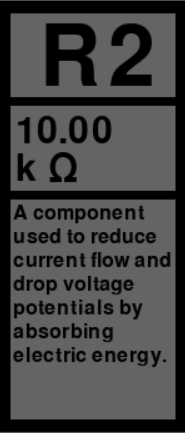 R2
10.00
k Ω
A component
used to reduce
current flow and
drop voltage
potentials by
absorbing
electric energy.